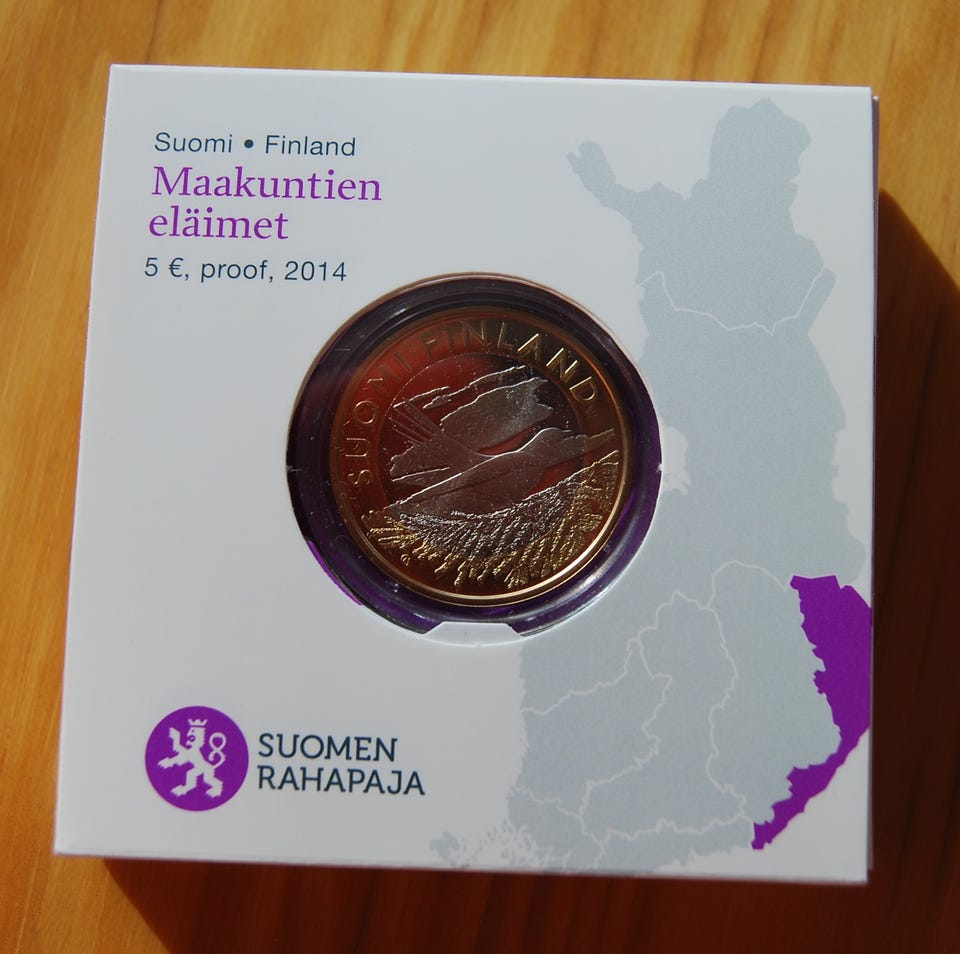 Suomi • Finland
Maakuntien
eläimet
5 €, proof, 2014
SUOMI FINLAND
SUOMEN
RAHAPAJA